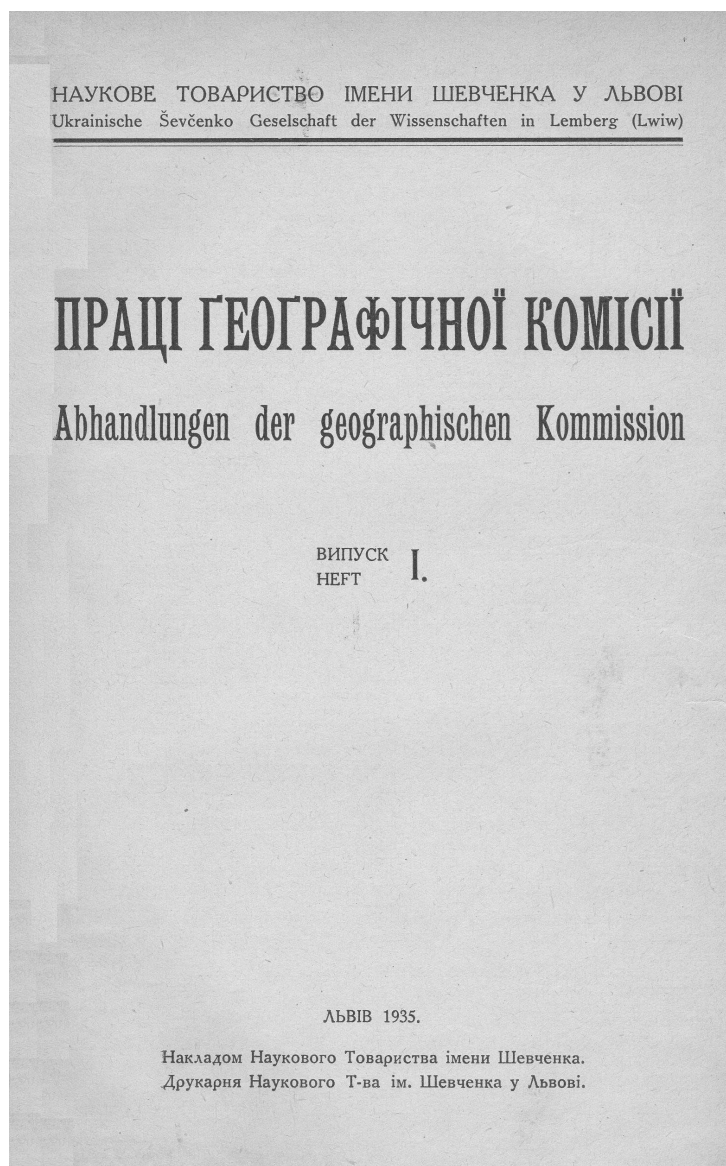 НАУКОВЕ ТОВАРИСТВО ІМЕНИ ШЕВЧЕНКА У ЛЬВОВІ
Ukrainische Ševčenko Geselschaft der Wissenschaften in Lemberg (Lwiw)
ПРАЦІ ҐЕОҐРАФІЧНОЇ КОМІСІЇ
Abhandlungen der geographischen Kommission
ВИПУСК I.
HEFT
ЛЬВІВ 1935.
Накладом Наукового Товариства імени Шевченка.
Друкарня Наукового Т-ва ім. Шевченка у Львові.